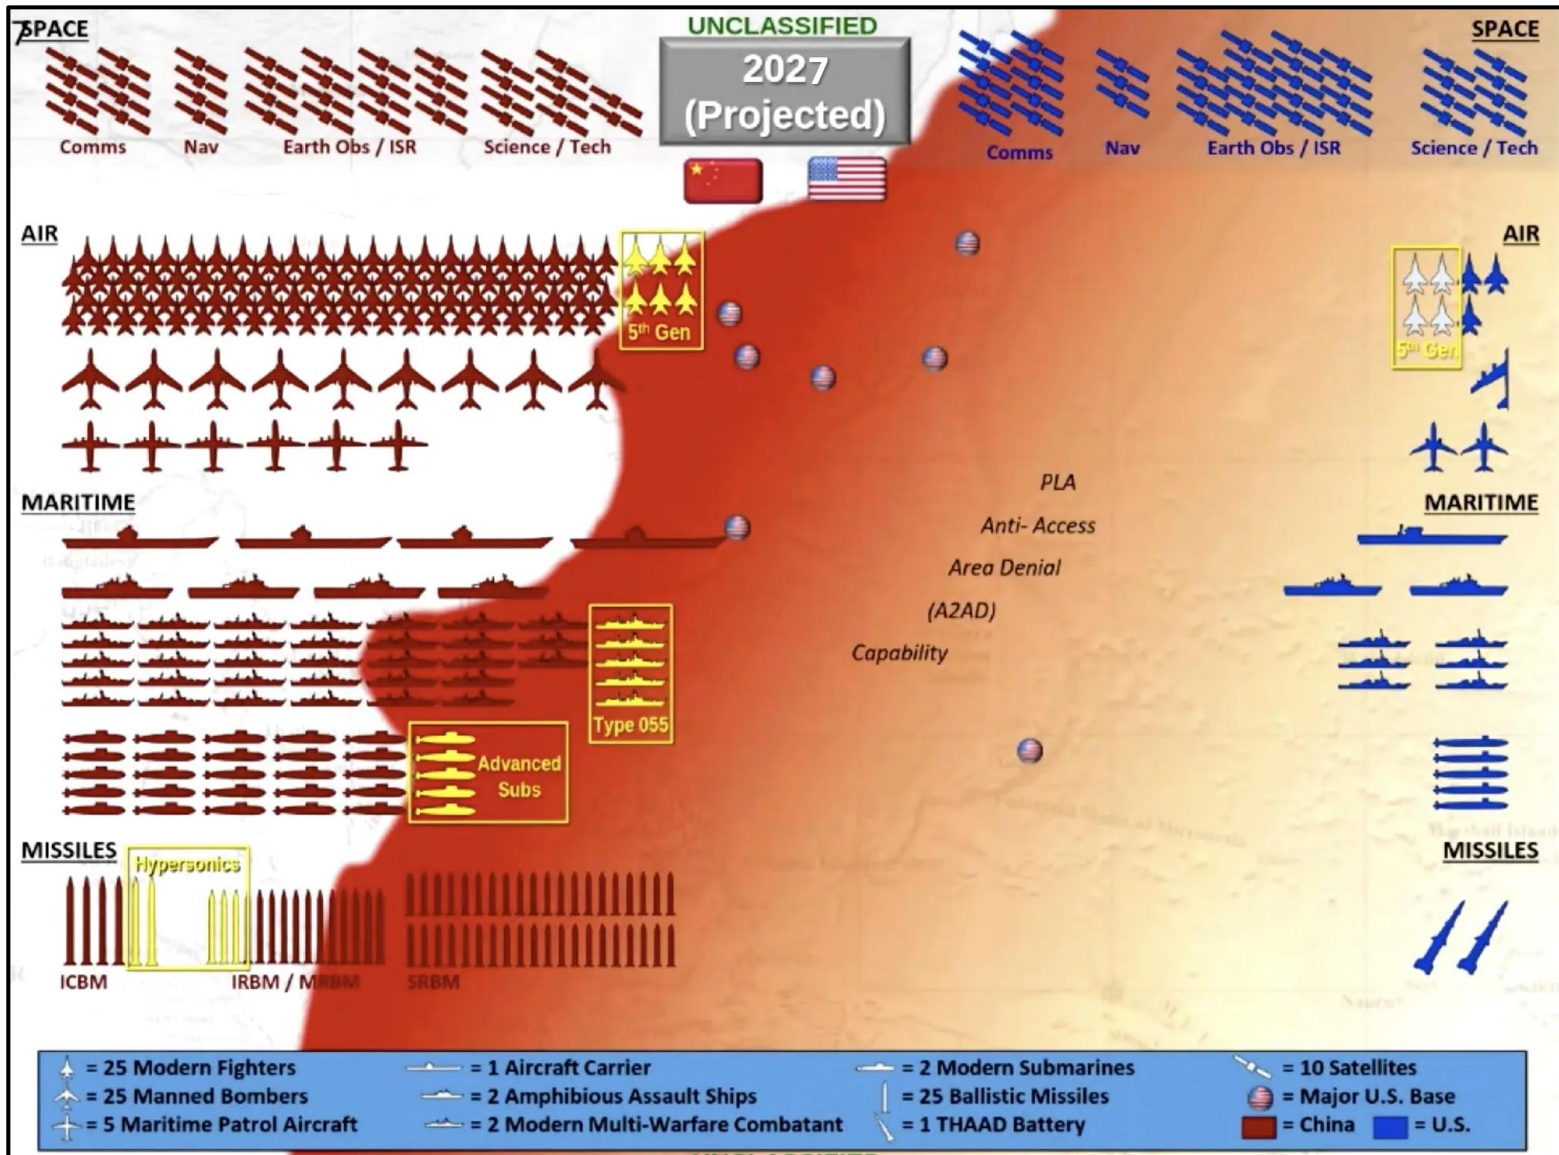 7
SPACE
UNCLASSIFIED
SPACE
2027
(Projected)
Comms
Nav
Earth Obs / ISR
Science / Tech
Comms
Nav
Earth Obs / ISR
Science / Tech
AIR
AIR
5th Gen
5th Gen
PLA
Anti- Access
Area Denial
(A2AD)
Capability
MARITIME
MARITIME
Type 055
Advanced
Subs
MISSILES
MISSILES
Hypersonics
ICBM
IRBM / MRBM
SRBM
= 25 Modern Fighters
= 1 Aircraft Carrier
= 2 Modern Submarines
= 10 Satellites
= 25 Manned Bombers
= 2 Amphibious Assault Ships
= 25 Ballistic Missiles
= Major U.S. Base
= 5 Maritime Patrol Aircraft
= 2 Modern Multi-Warfare Combatant
= 1 THAAD Battery
= China
= U.S.